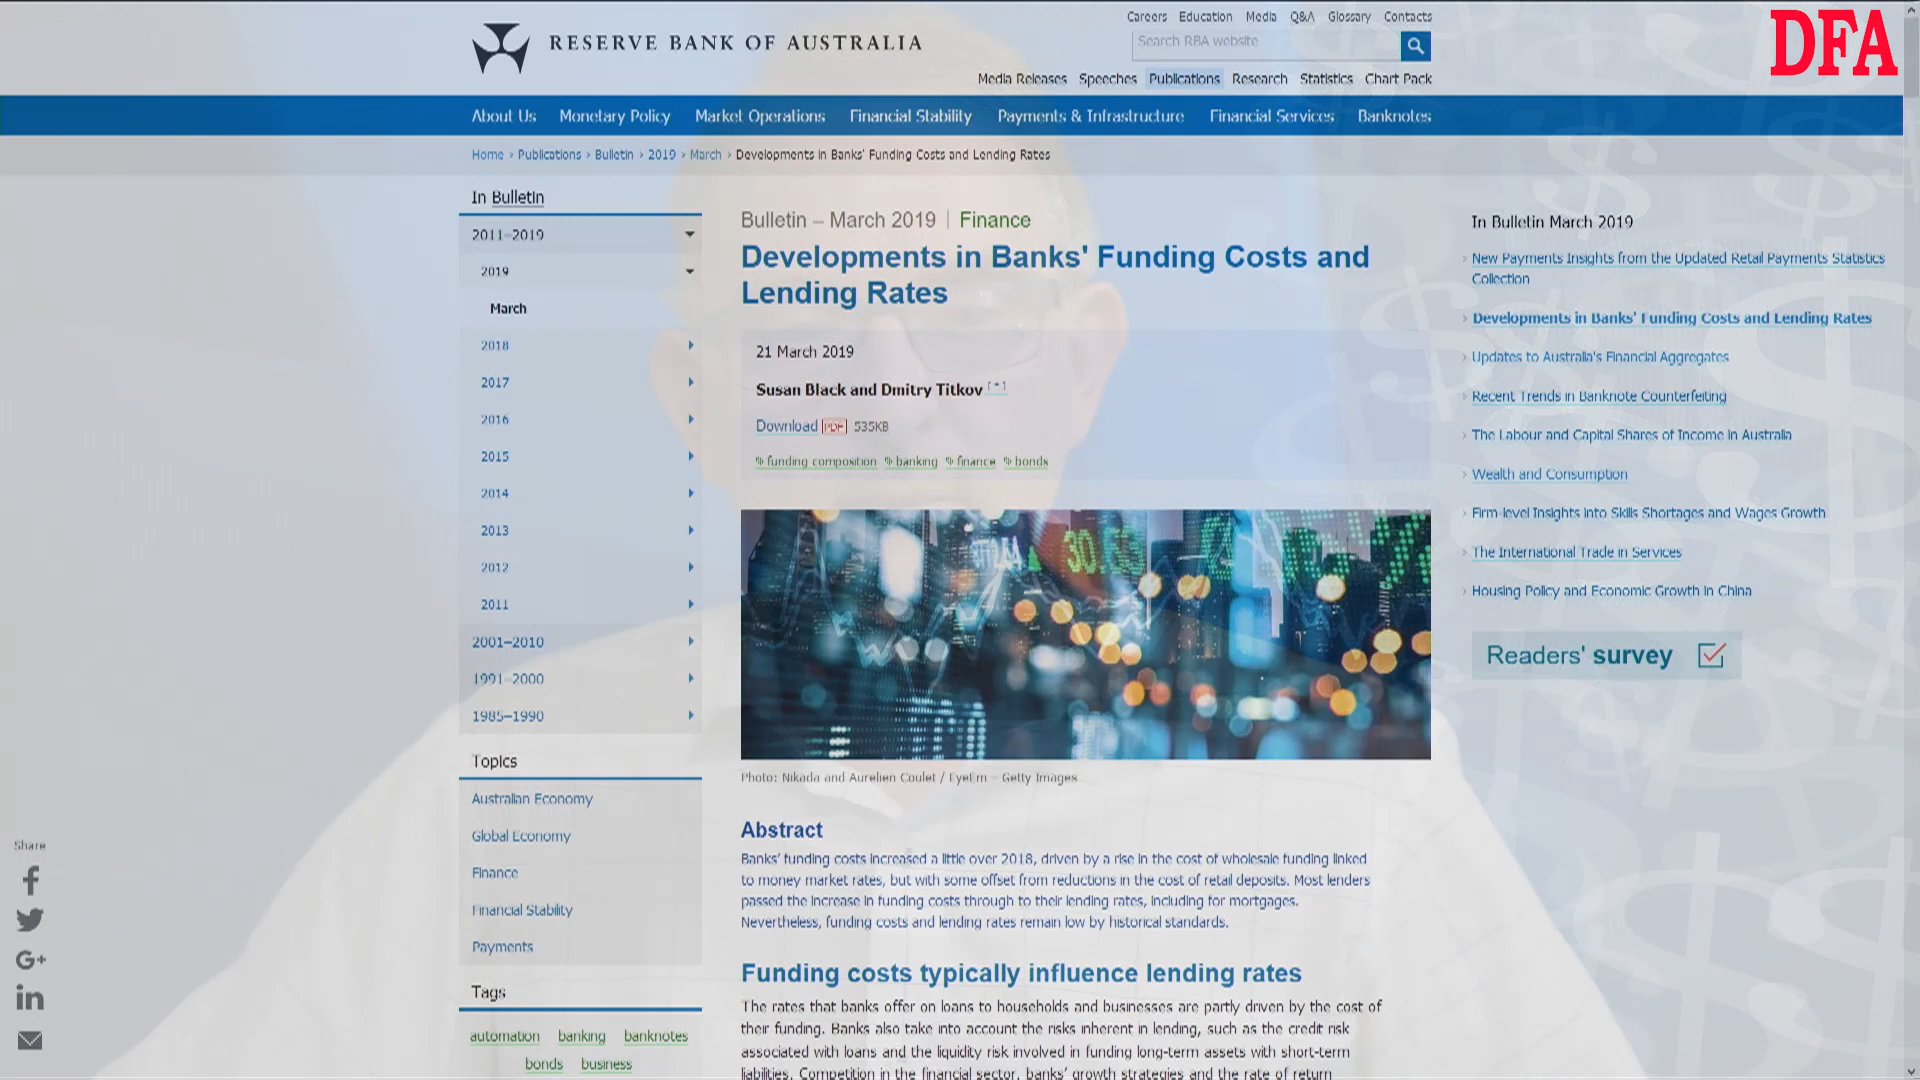 Careers Education Media Q&A Glossary Contacts
RESERVE BANK OF AUSTRALIA
Search RBA website
DFA
Media Releases Speeches Publications Research Statistics Chart Pack
About Us Monetary Policy Market Operations Financial Stability Payments & Infrastructure Financial Services Banknotes
Home › Publications › Bulletin › 2019 › March › Developments in Banks' Funding Costs and Lending Rates
In Bulletin
2011–2019
2019
March
2018
2017
2016
2015
2014
2013
2012
2011
2001–2010
1991–2000
1985–1990
Topics
Australian Economy
Global Economy
Finance
Financial Stability
Payments
Tags
automation banking banknotes
bonds business
Bulletin – March 2019 | Finance
Developments in Banks' Funding Costs and
Lending Rates
21 March 2019
Susan Black and Dmitry Titkov [*]
Download PDF 535KB
funding composition banking finance bonds
30.63
Photo: Nikada and Aurelien Coulet / EyeEm – Getty Images
Abstract
Banks' funding costs increased a little over 2018, driven by a rise in the cost of wholesale funding linked
to money market rates, but with some offset from reductions in the cost of retail deposits. Most lenders
passed the increase in funding costs through to their lending rates, including for mortgages.
Nevertheless, funding costs and lending rates remain low by historical standards.
Funding costs typically influence lending rates
The rates that banks offer on loans to households and businesses are partly driven by the cost of
their funding. Banks also take into account the risks inherent in lending, such as the credit risk
associated with loans and the liquidity risk involved in funding long-term assets with short-term
liabilities. Competition in the financial sector, banks' growth strategies and the rate of return
In Bulletin March 2019
New Payments Insights from the Updated Retail Payments Statistics
Collection
Developments in Banks' Funding Costs and Lending Rates
Updates to Australia's Financial Aggregates
Recent Trends in Banknote Counterfeiting
The Labour and Capital Shares of Income in Australia
Wealth and Consumption
Firm-level Insights into Skills Shortages and Wages Growth
The International Trade in Services
Housing Policy and Economic Growth in China
Readers' survey
Share